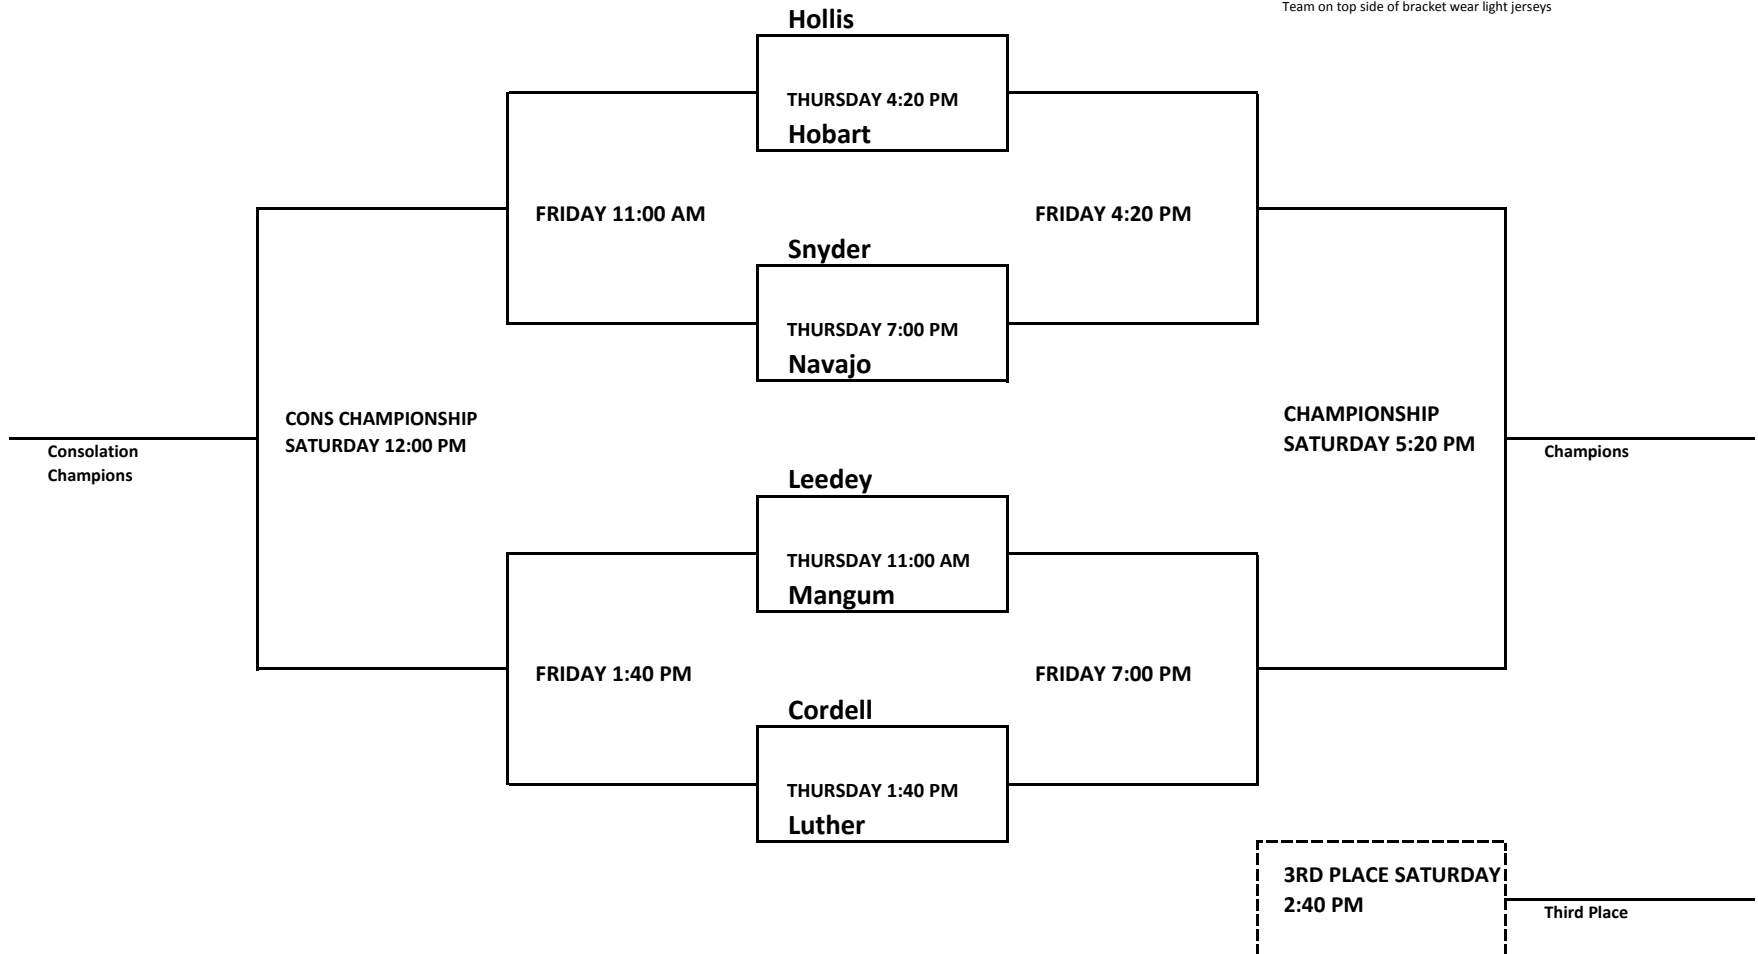 Team on top side of bracket wear light jerseys
Hollis
THURSDAY 4:20 PM
Hobart
FRIDAY 11:00 AM
FRIDAY 4:20 PM
Snyder
THURSDAY 7:00 PM
Navajo
CONS CHAMPIONSHIP
SATURDAY 12:00 PM
CHAMPIONSHIP
SATURDAY 5:20 PM
Consolation
Champions
Champions
Leedey
THURSDAY 11:00 AM
Mangum
FRIDAY 1:40 PM
FRIDAY 7:00 PM
Cordell
THURSDAY 1:40 PM
Luther
3RD PLACE SATURDAY
2:40 PM
Third Place